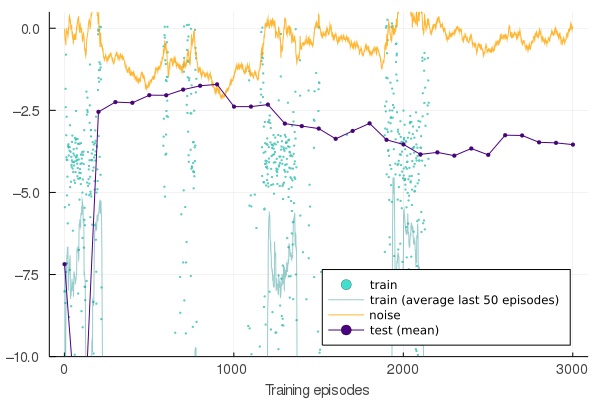 0.0
−2.5
−5.0
−7.5
−10.0
0
1000
2000
3000
Training episodes
train
train (average last 50 episodes)
noise
test (mean)